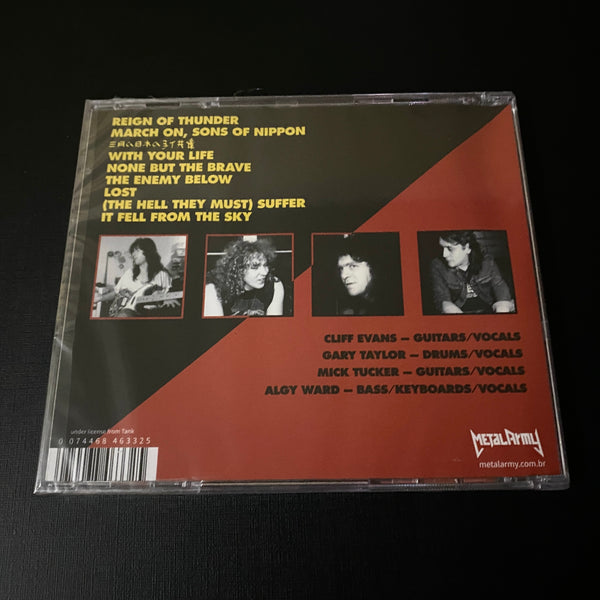 REIGN OF THUNDER
MARCH ON, SONS OF NIPPON
WITH YOUR LIFE
NONE BUT THE BRAVE
THE ENEMY BELOW
LOST
(THE HELL THEY MUST) SUFFER
IT FELL FROM THE SKY
CLIFF EVANS – GUITARS/VOCALS
GARY TAYLOR – DRUMS/VOCALS
MICK TUCKER – GUITARS/VOCALS
ALGY WARD – BASS/KEYBOARDS/VOCALS
under license from Tank
0 074468 463325
METALARMY
metalarmy.com.br